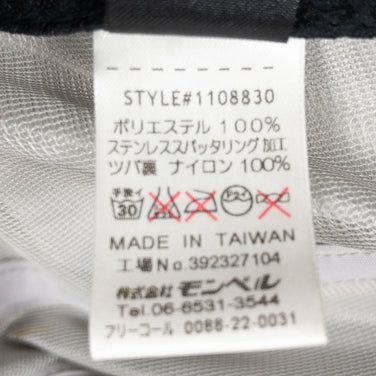 STYLE#1108830
ポリエステル 100%
ステンレススパッタリング加工
ツバ裏 ナイロン 100%
手洗イ
30
MADE IN TAIWAN
工場No.392327104
株式会社 モンベル
Tel.06-6531-3544
フリーコール 0088-22-0031